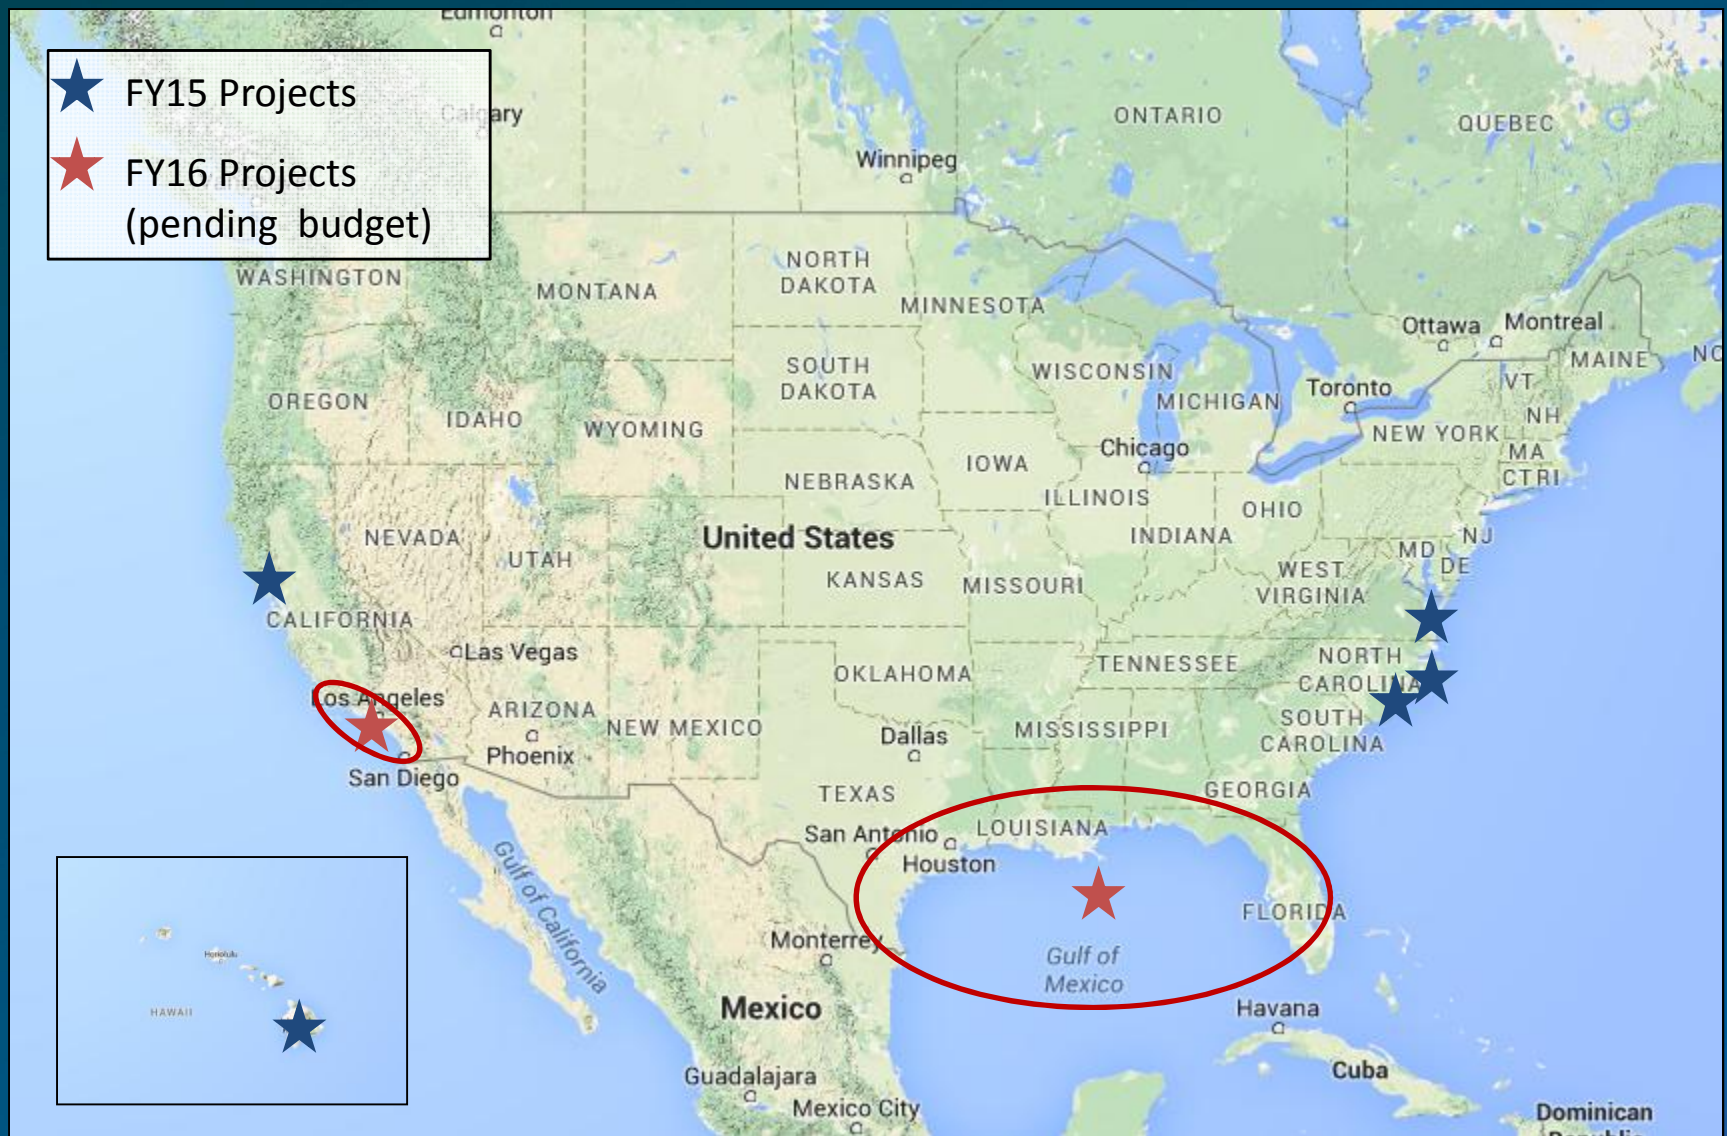 Edmonton
FY15 Projects
Calgary
FY16 Projects
(pending budget)
ONTARIO
QUEBEC
Winnipeg
WASHINGTON
MONTANA
NORTH
DAKOTA
MINNESOTA
Ottawa
Montreal
MAINE
NO
SOUTH
DAKOTA
WISCONSIN
MICHIGAN
Toronto
VT
NH
OREGON
IDAHO
WYOMING
NEW YORK
MA
CT RI
Chicago
IOWA
NEBRASKA
ILLINOIS
OHIO
INDIANA
NEVADA
UTAH
United States
KANSAS
MISSOURI
WEST
VIRGINIA
MD
NJ
DE
CALIFORNIA
Las Vegas
OKLAHOMA
TENNESSEE
NORTH
CAROLINA
Los Angeles
ARIZONA
Phoenix
NEW MEXICO
Dallas
MISSISSIPPI
SOUTH
CAROLINA
San Diego
TEXAS
GEORGIA
San Antonio
Houston
LOUISIANA
Gulf of California
FLORIDA
Monterrey
Gulf of
Mexico
Honolulu
HAWAII
Mexico
Havana
Cuba
Guadalajara
Mexico City
Dominican